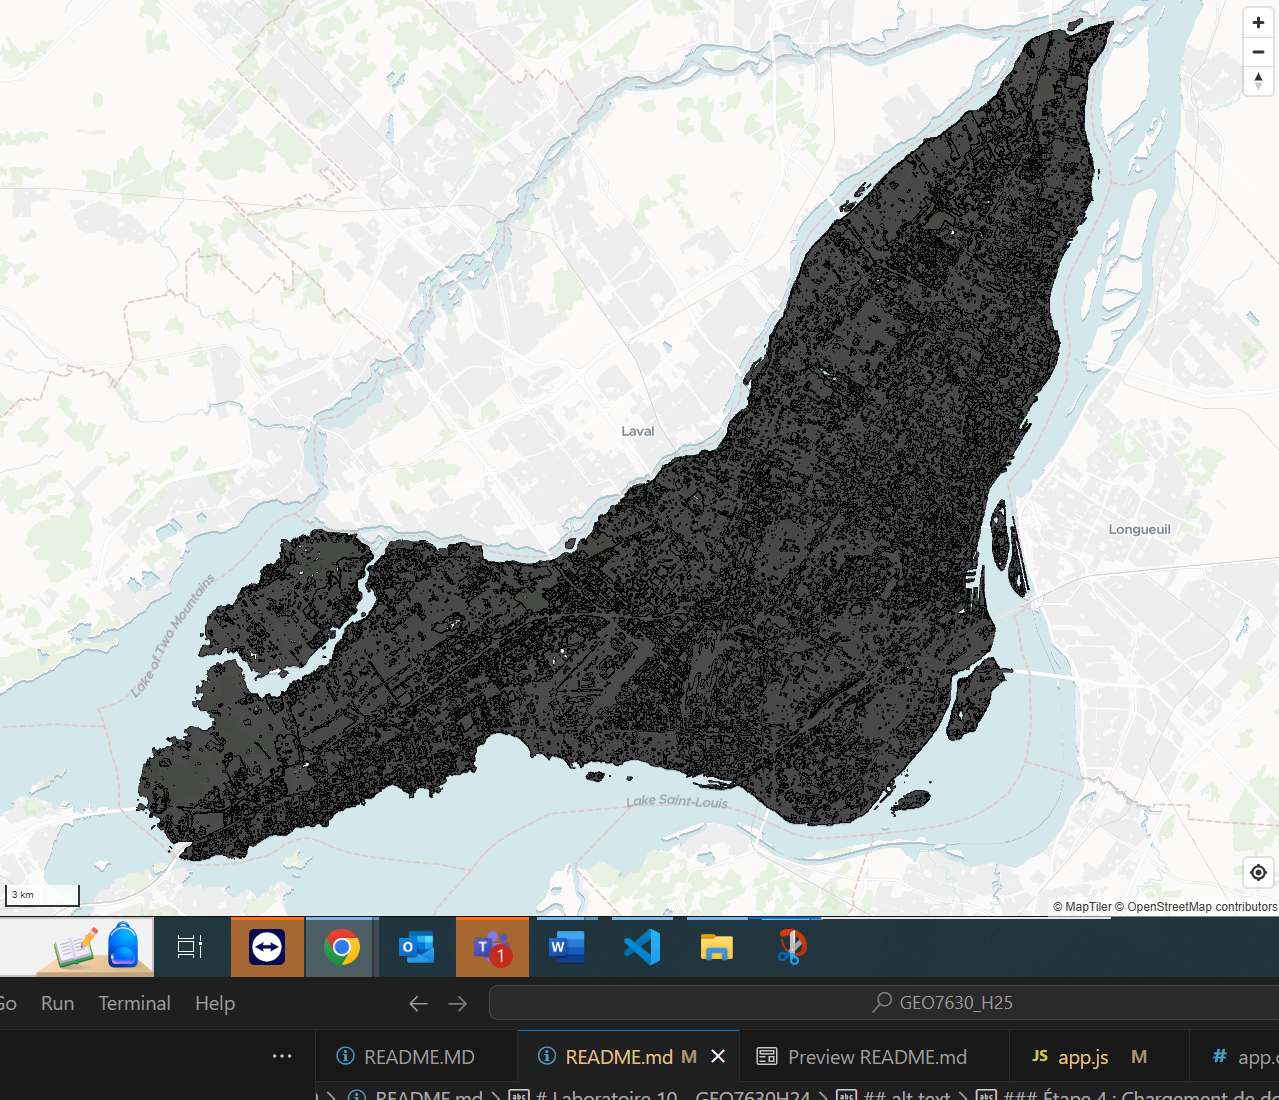 Laval
Longueuil
Lake of Two Mountains
Lake Saint-Louis
3 km
© MapTiler © OpenStreetMap contributors
1
Run Terminal Help
GEO7630_H25
README.MD
README.md M
Preview README.md
JS app.js M
# app.c
README.md > # Laboratoire 10 - GEO7630H24 > ## alt text > ### Étape 4 : Chargement de do